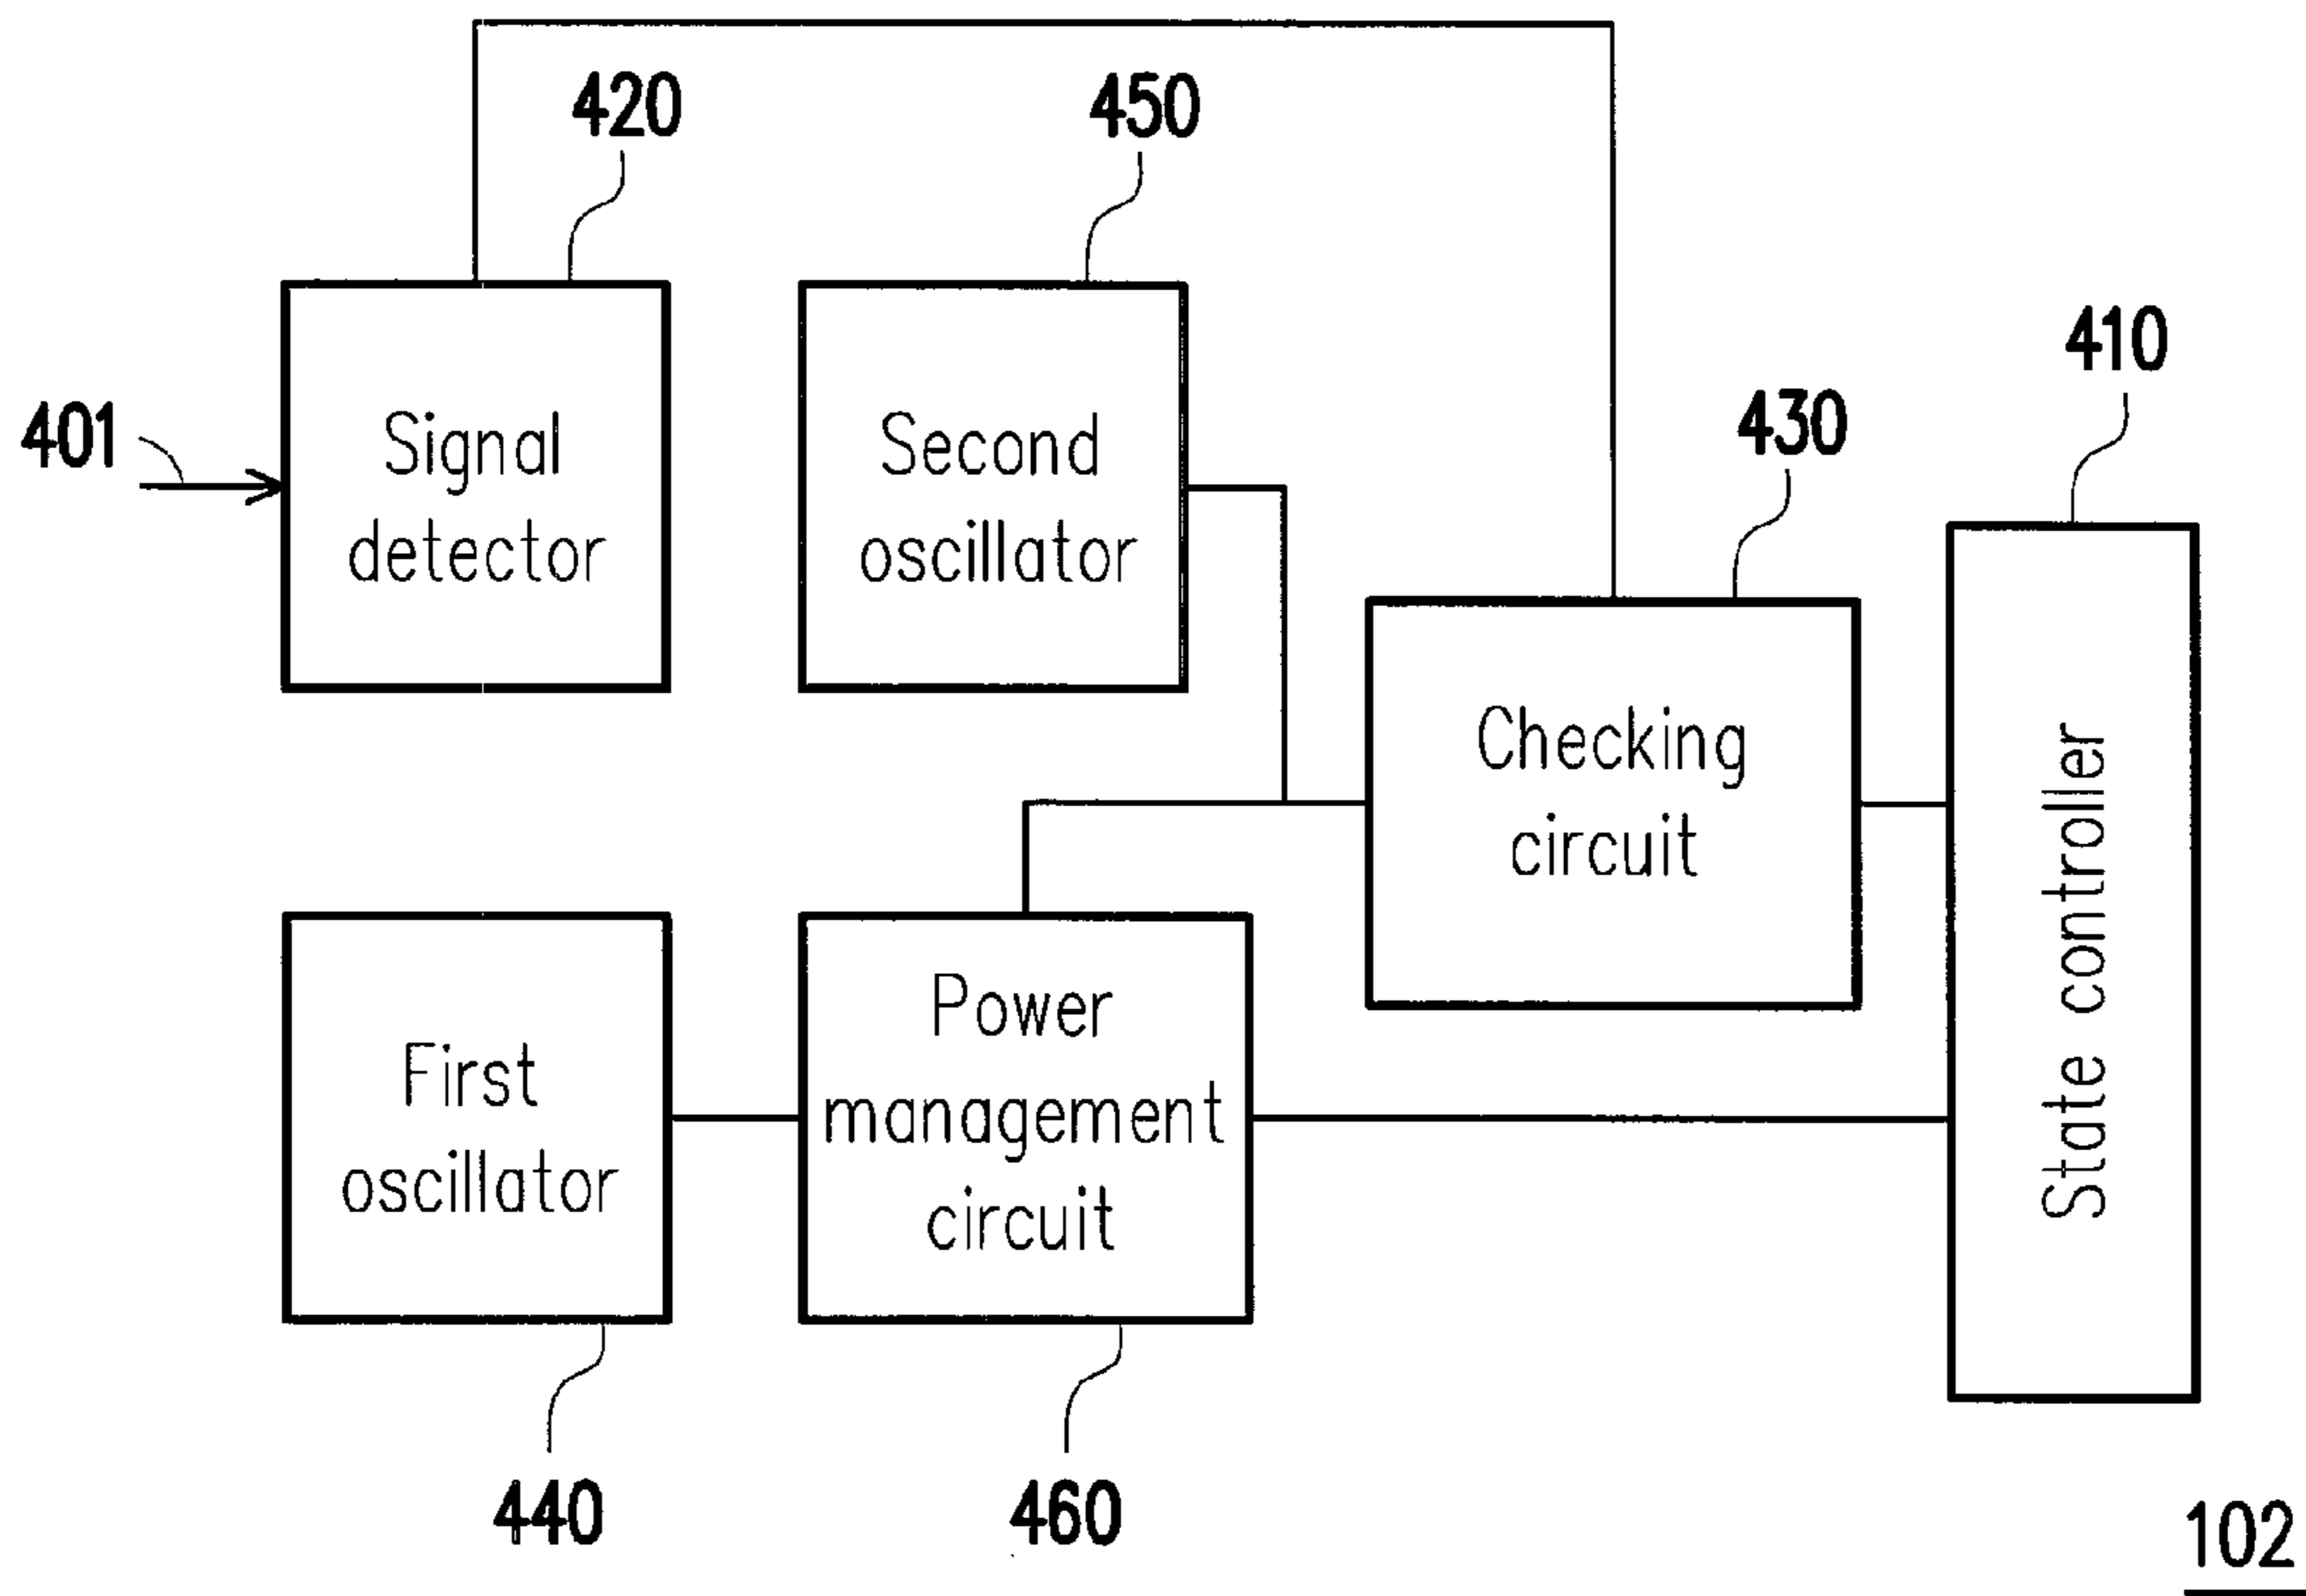 420
450
410
401
430
Signal
detector
Second
oscillator
Checking
circuit
State controller
First
oscillator
Power
management
circuit
440
460
102